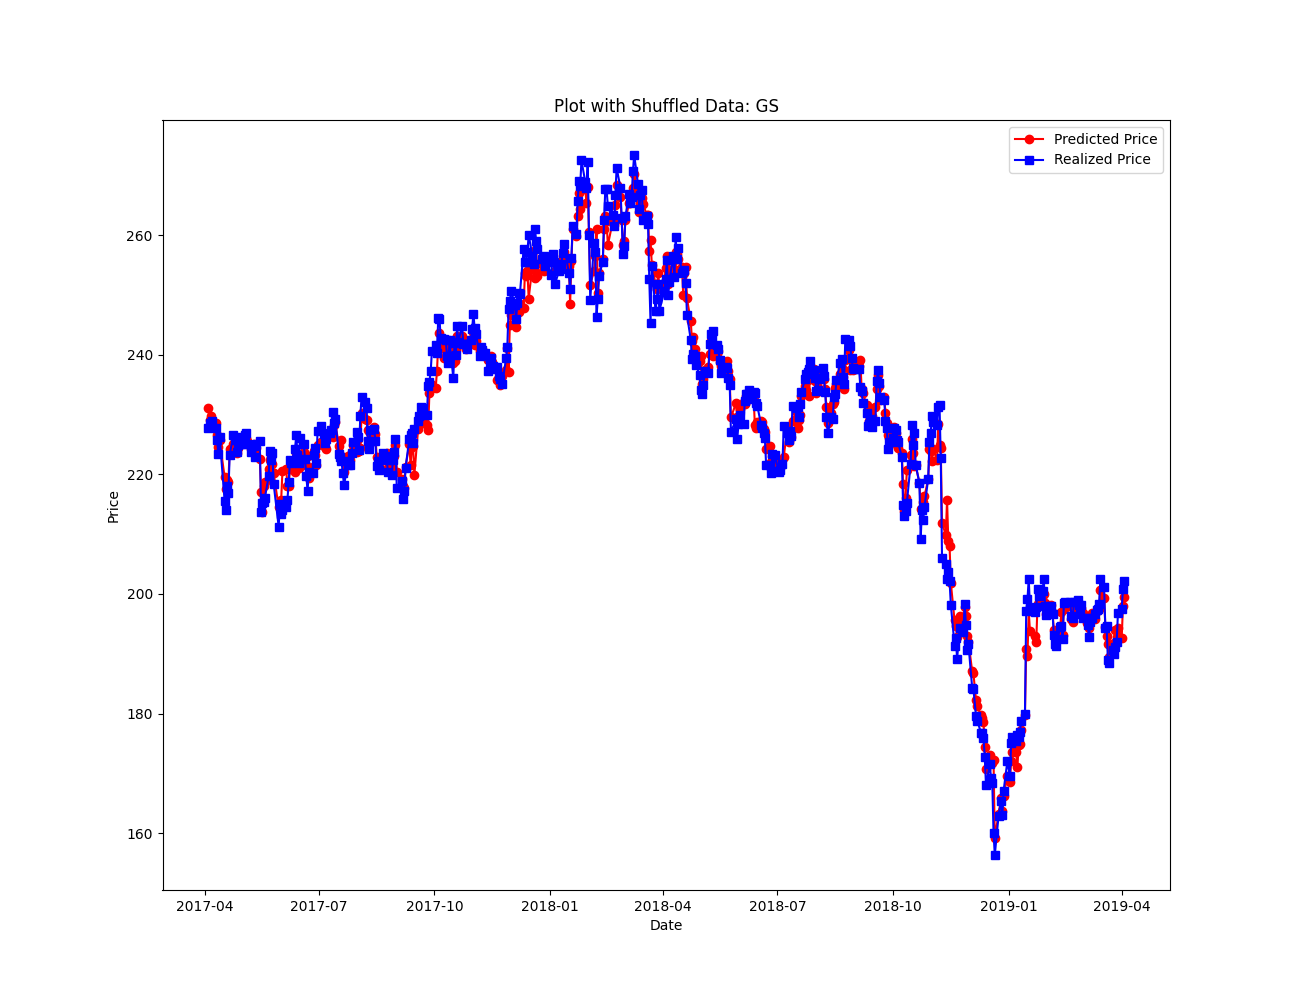 Plot with Shuffled Data: GS
Predicted Price
Realized Price
260
240
220
200
180
160
Price
2017-04 2017-07 2017-10 2018-01 2018-04 2018-07 2018-10 2019-01 2019-04
Date